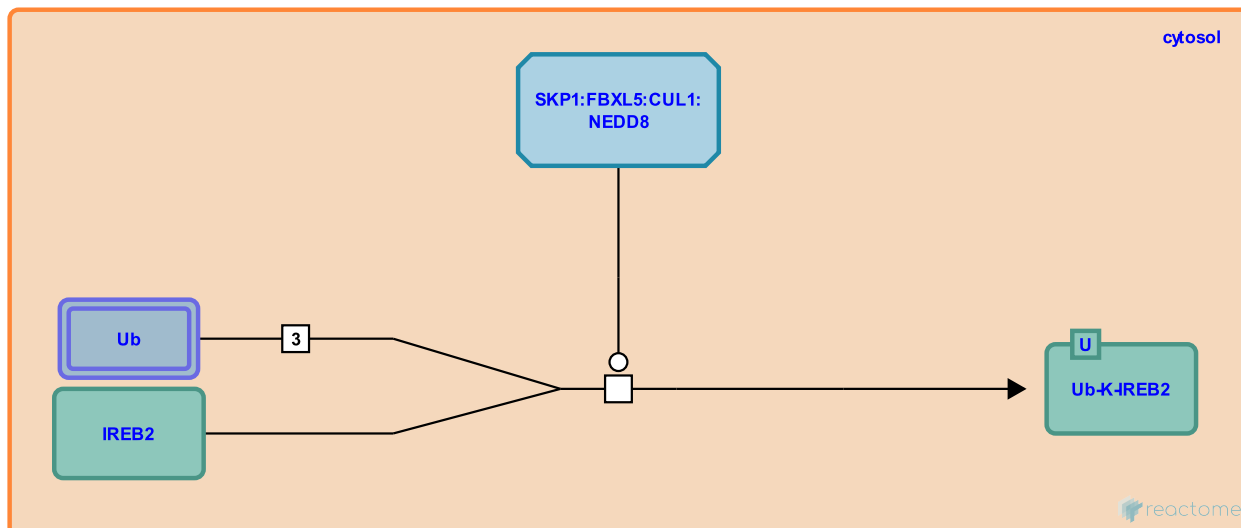 cytosol
SKP1:FBXL5:CUL1:
NEDD8
Ub
3
IREB2
U
Ub-K-IREB2
reactome